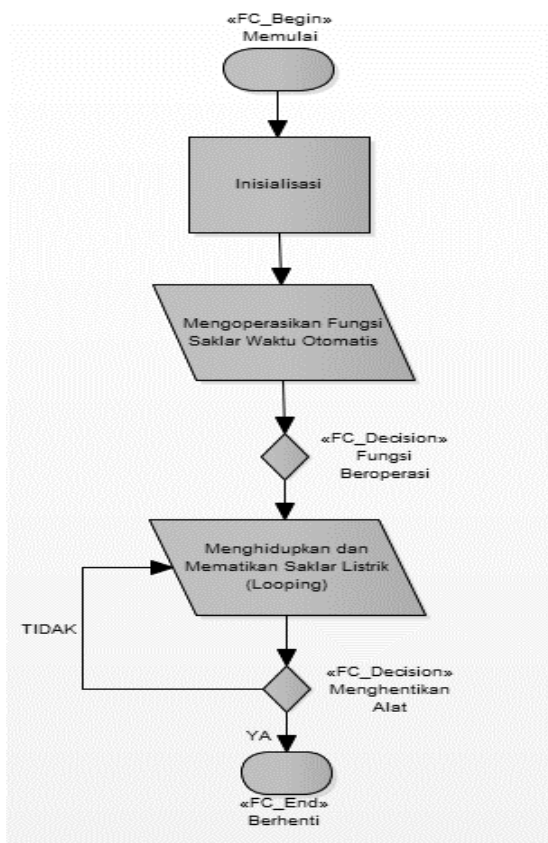 «FC_Begin»
Memulai
Inisialisasi
Mengoperasikan Fungsi
Saklar Waktu Otomatis
«FC_Decision»
Fungsi
Beroperasi
Menghidupkan dan
Mematikan Saklar Listrik
(Looping)
TIDAK
«FC_Decision»
Menghentikan
Alat
YA
«FC_End»
Berhenti